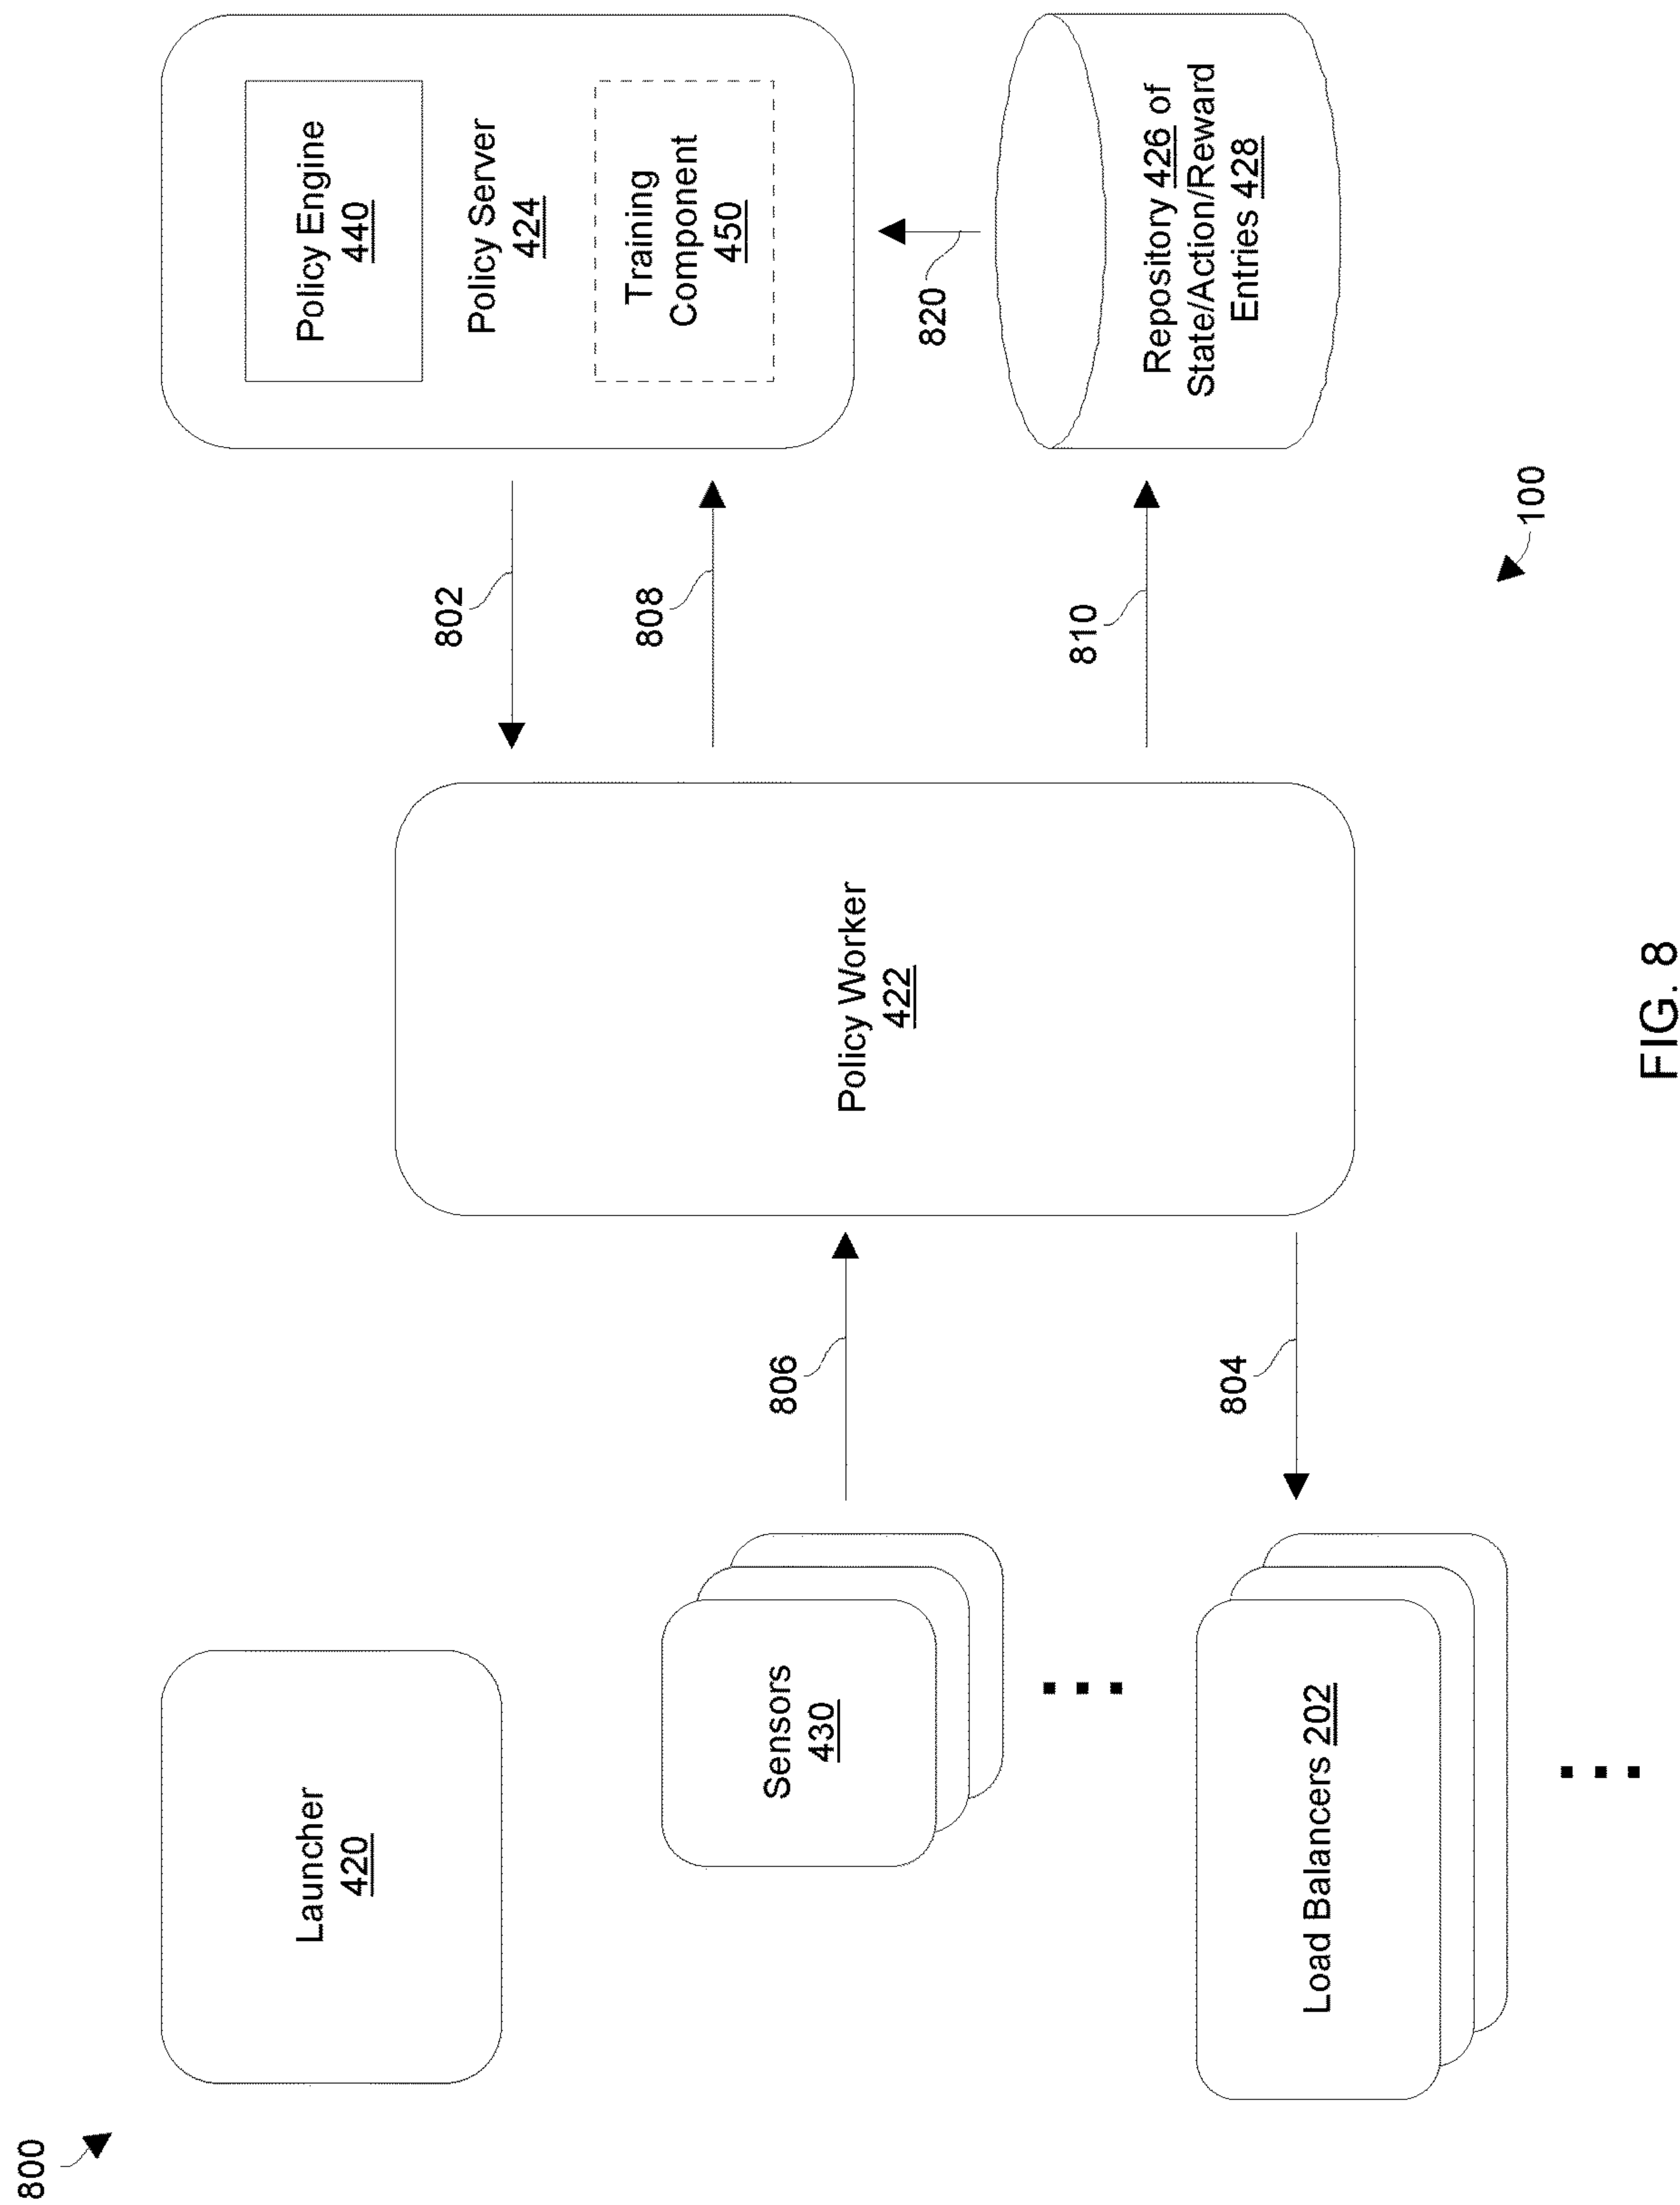 800
Launcher
420
Sensors
430
Load Balancers 202
806
804
Policy Worker
422
802
808
810
Policy Engine
440
Policy Server
424
Training
Component
450
820
Repository 426 of
State/Action/Reward
Entries 428
100
FIG. 8